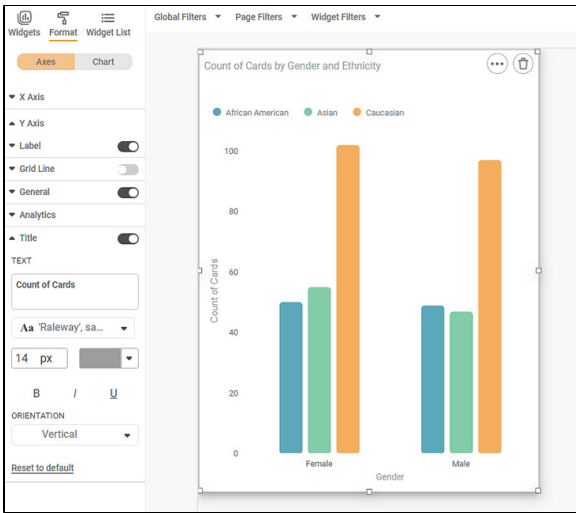 Widgets Format Widget List
Global Filters Page Filters Widget Filters
Axes Chart
X Axis
Y Axis
Label
Grid Line
General
Analytics
Title
TEXT
Count of Cards
Aa 'Raleway', sa...
14 px
B I U
ORIENTATION
Vertical
Reset to default
Count of Cards by Gender and Ethnicity
African American Asian Caucasian
100
80
60
40
20
0
Count of Cards
Female Male
Gender